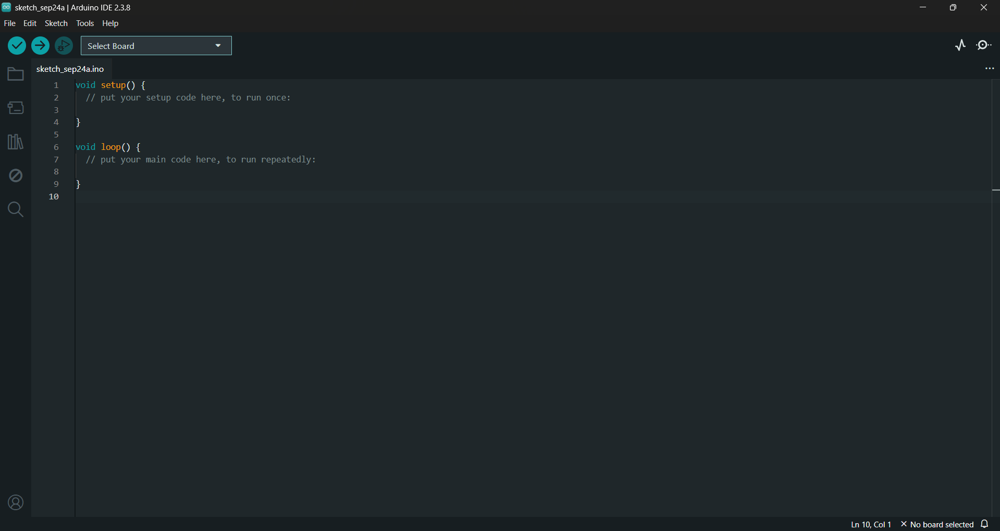 sketch_sep24a | Arduino IDE 2.3.8
File Edit Sketch Tools Help
Select Board
sketch_sep24a.ino
1 void setup() {
2 // put your setup code here, to run once:
3
4 }
5
6 void loop() {
7 // put your main code here, to run repeatedly:
8
9 }
10
Ln 10, Col 1 No board selected